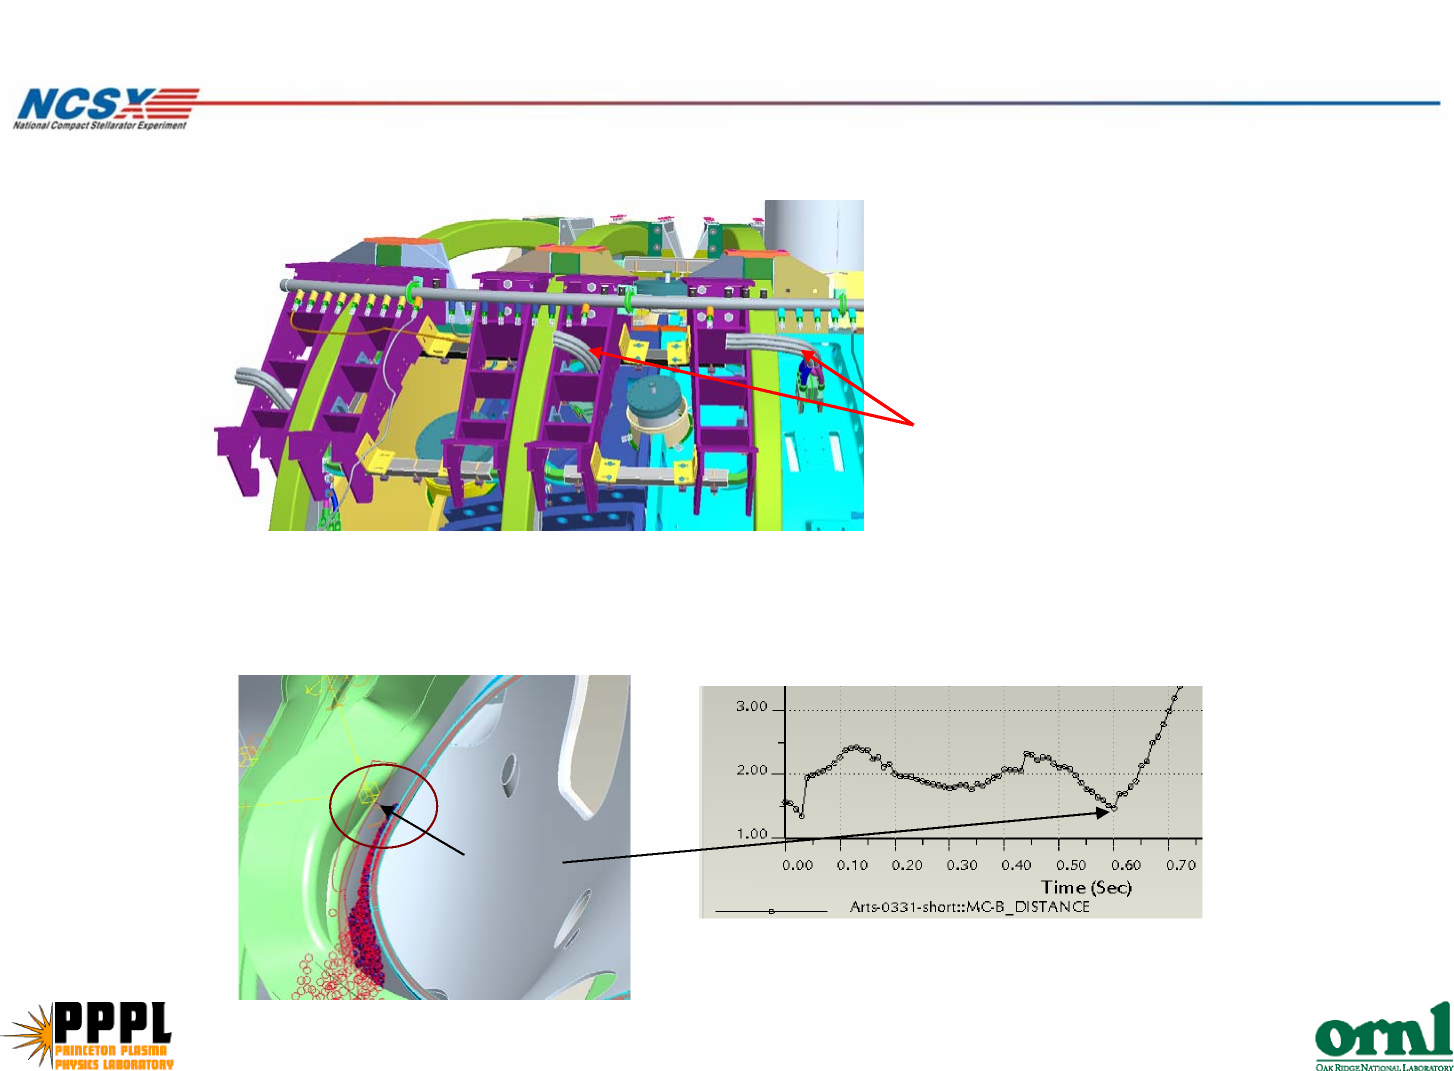 NCSX
National Compact Stellarator Experiment
3.00
2.00
1.00
0.00 0.10 0.20 0.30 0.40 0.50 0.60 0.70
Time (Sec)
Arts-0331-short::MC-B_DISTANCE
PPPL
PRINCETON PLASMA
PHYSICS LABORATORY
ornl
OAK RIDGE NATIONAL LABORATORY